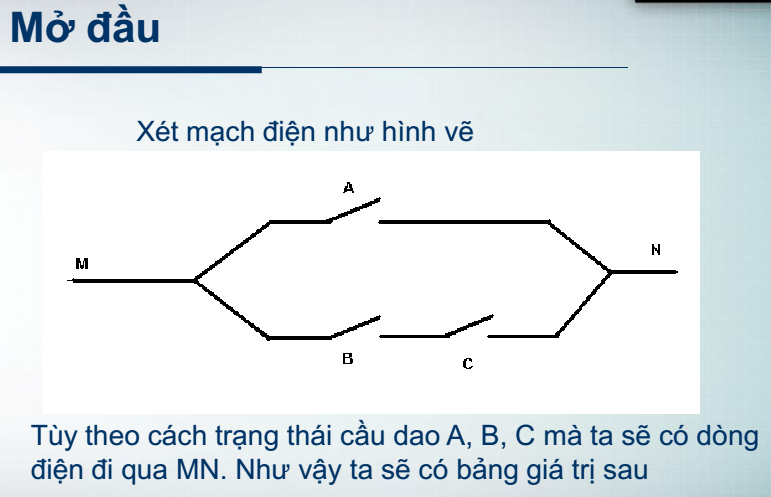 Mở đầu
Xét mạch điện như hình vẽ
A
M
N
B
C
Tùy theo cách trạng thái cầu dao A, B, C mà ta sẽ có dòng
điện đi qua MN. Như vậy ta sẽ có bảng giá trị sau